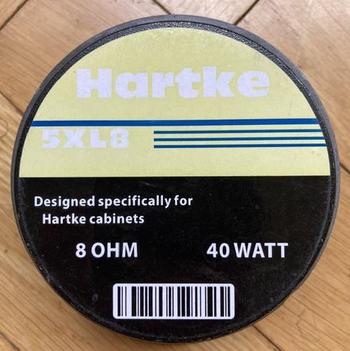 Hartke
5XL8
Designed specifically for
Hartke cabinets
8 OHM 40 WATT